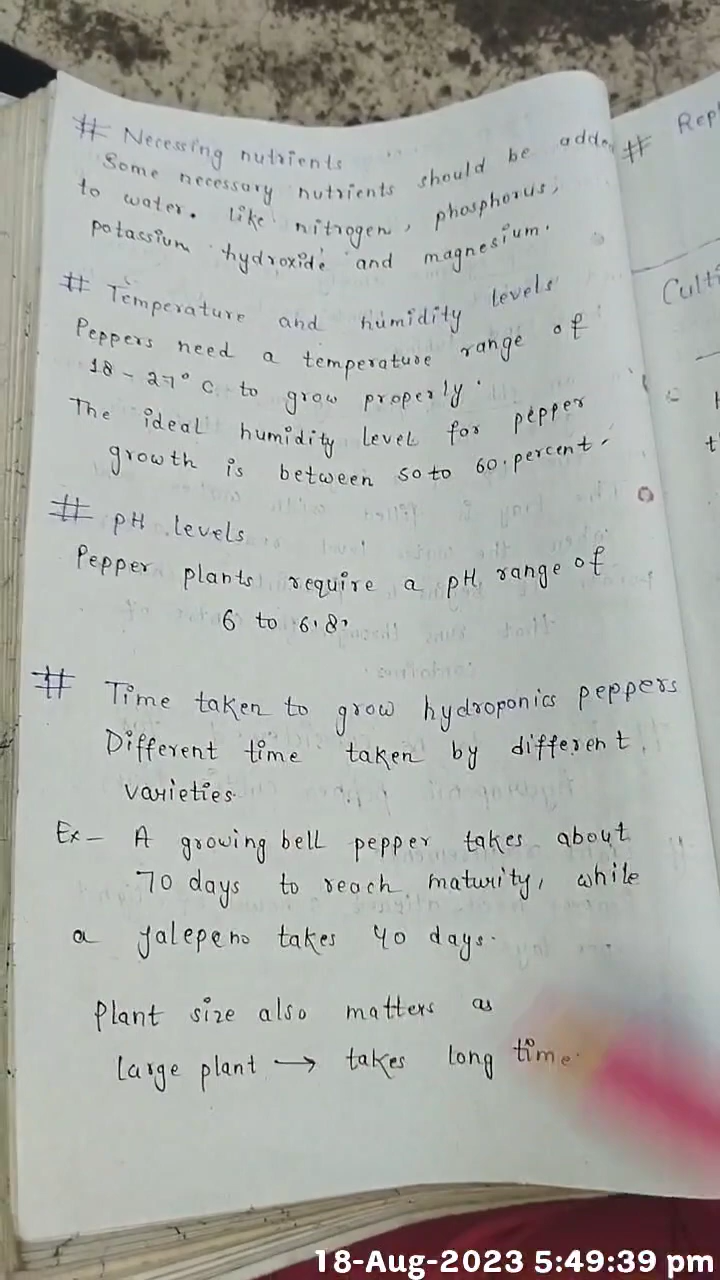 # Necessing nutrients
Some necessary nutrients should be added
to water. like nitrogen, phosphorus,
potassium hydroxide and magnesium.
# Temperature and humidity levels
Peppers need a temperature range of
18 - 27° C to grow properly.
The ideal humidity level for pepper
growth is between 50 to 60 percent.
# pH levels
Pepper plants require a pH range of
6 to 6.8.
# Time taken to grow hydroponics peppers
Different time taken by different
varieties.
Ex- A growing bell pepper takes about
70 days to reach maturity, while
a jalepeno takes 40 days.
Plant size also matters as
large plant → takes long time.
# Rep
Culti
18-Aug-2023 5:49:39 pm